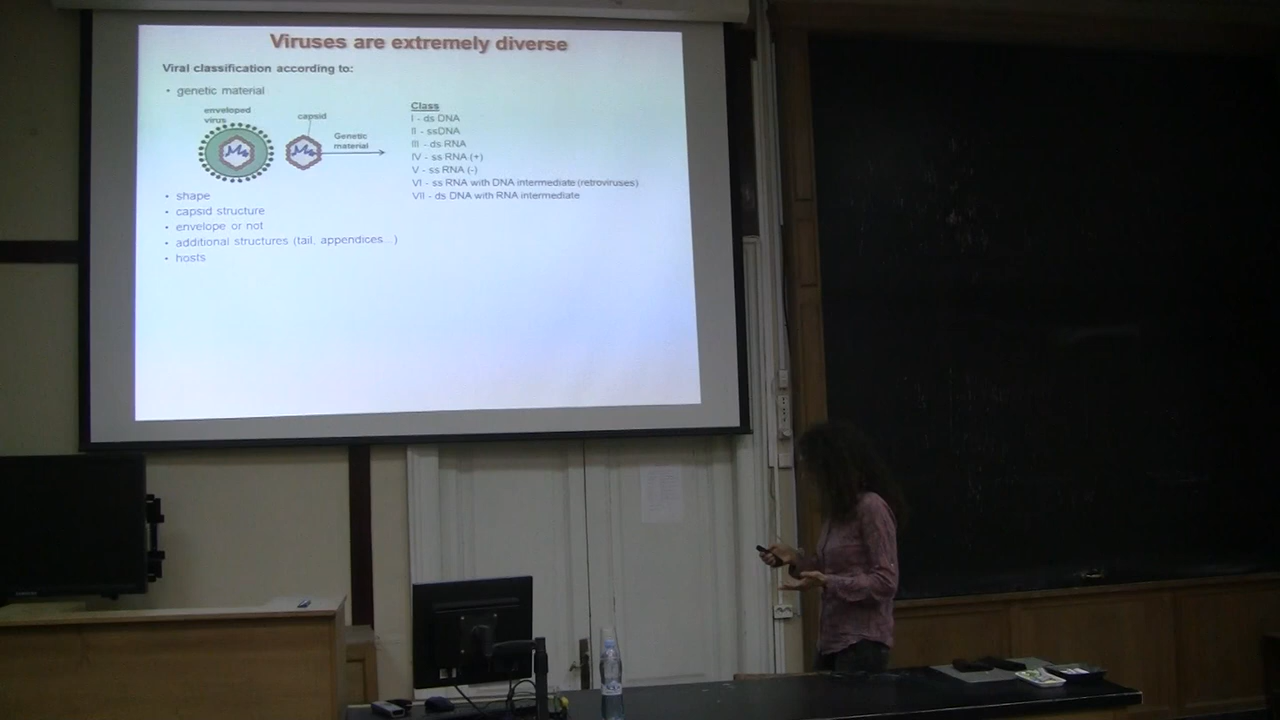 Viruses are extremely diverse
Viral classification according to:
• genetic material
enveloped
virus
capsid
Genetic
material
Class
I - ds DNA
II - ssDNA
III - ds RNA
IV - ss RNA (+)
V - ss RNA (-)
VI - ss RNA with DNA intermediate (retroviruses)
VII - ds DNA with RNA intermediate
• shape
• capsid structure
• envelope or not
• additional structures (tail, appendices...)
• hosts